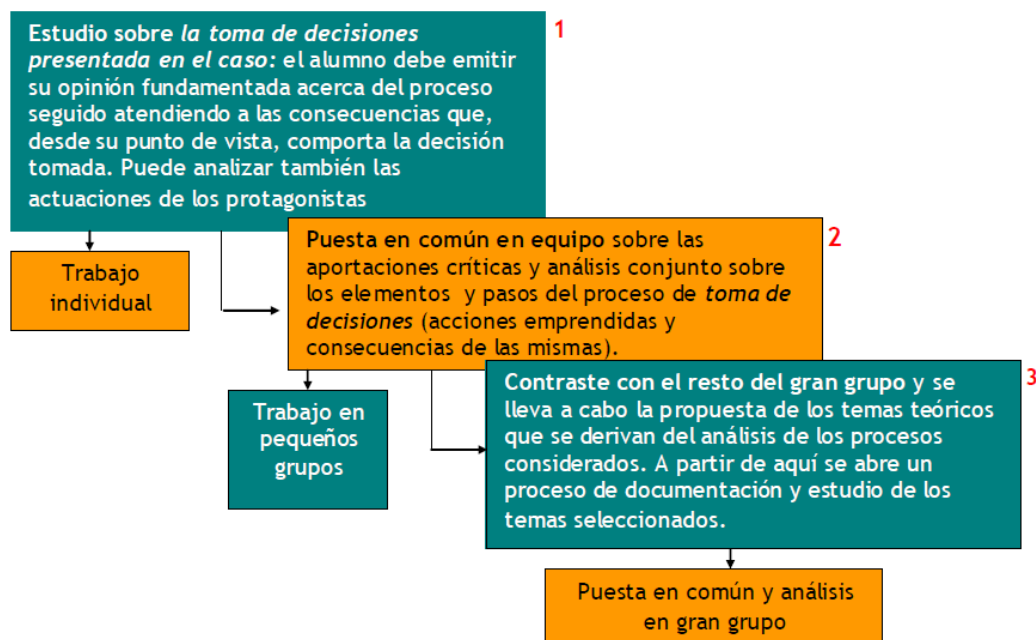 Estudio sobre la toma de decisiones
presentada en el caso: el alumno debe emitir
su opinión fundamentada acerca del proceso
seguido atendiendo a las consecuencias que,
desde su punto de vista, comporta la decisión
tomada. Puede analizar también las
actuaciones de los protagonistas
1
Trabajo
individual
Puesta en común en equipo sobre las
aportaciones críticas y análisis conjunto sobre
los elementos y pasos del proceso de toma de
decisiones (acciones emprendidas y
consecuencias de las mismas).
2
Trabajo en
pequeños
grupos
Contraste con el resto del gran grupo y se
lleva a cabo la propuesta de los temas teóricos
que se derivan del análisis de los procesos
considerados. A partir de aquí se abre un
proceso de documentación y estudio de los
temas seleccionados.
3
Puesta en común y análisis
en gran grupo